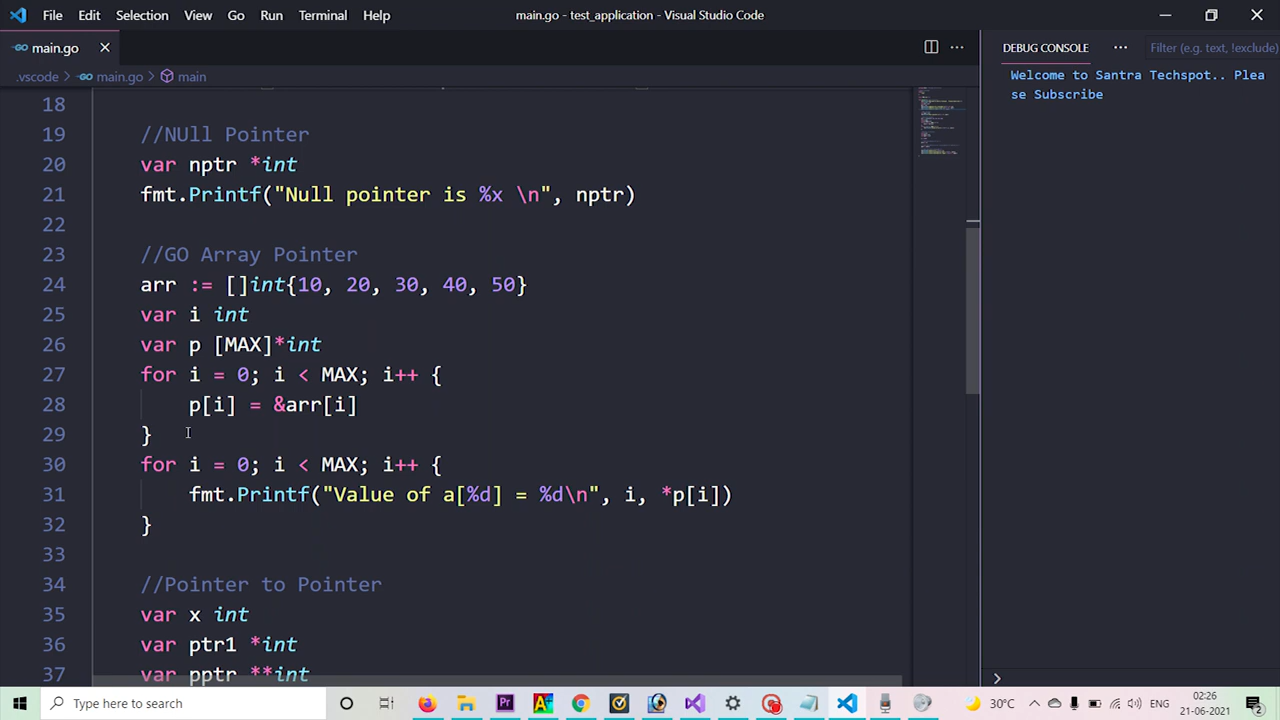 File Edit Selection View Go Run Terminal Help main.go - test_application - Visual Studio Code
main.go
DEBUG CONSOLE Filter (e.g. text, !exclude)
.vscode > main.go > main
Welcome to Santra Techspot.. Plea
se Subscribe
18
19 //NUll Pointer
20 var nptr *int
21 fmt.Printf("Null pointer is %x \n", nptr)
22
23 //GO Array Pointer
24 arr := []int{10, 20, 30, 40, 50}
25 var i int
26 var p [MAX]*int
27 for i = 0; i < MAX; i++ {
28 p[i] = &arr[i]
29 }
30 for i = 0; i < MAX; i++ {
31 fmt.Printf("Value of a[%d] = %d\n", i, *p[i])
32 }
33
34 //Pointer to Pointer
35 var x int
36 var ptr1 *int
37 var pptr **int
Type here to search
30°C ENG 02:26
21-06-2021 2